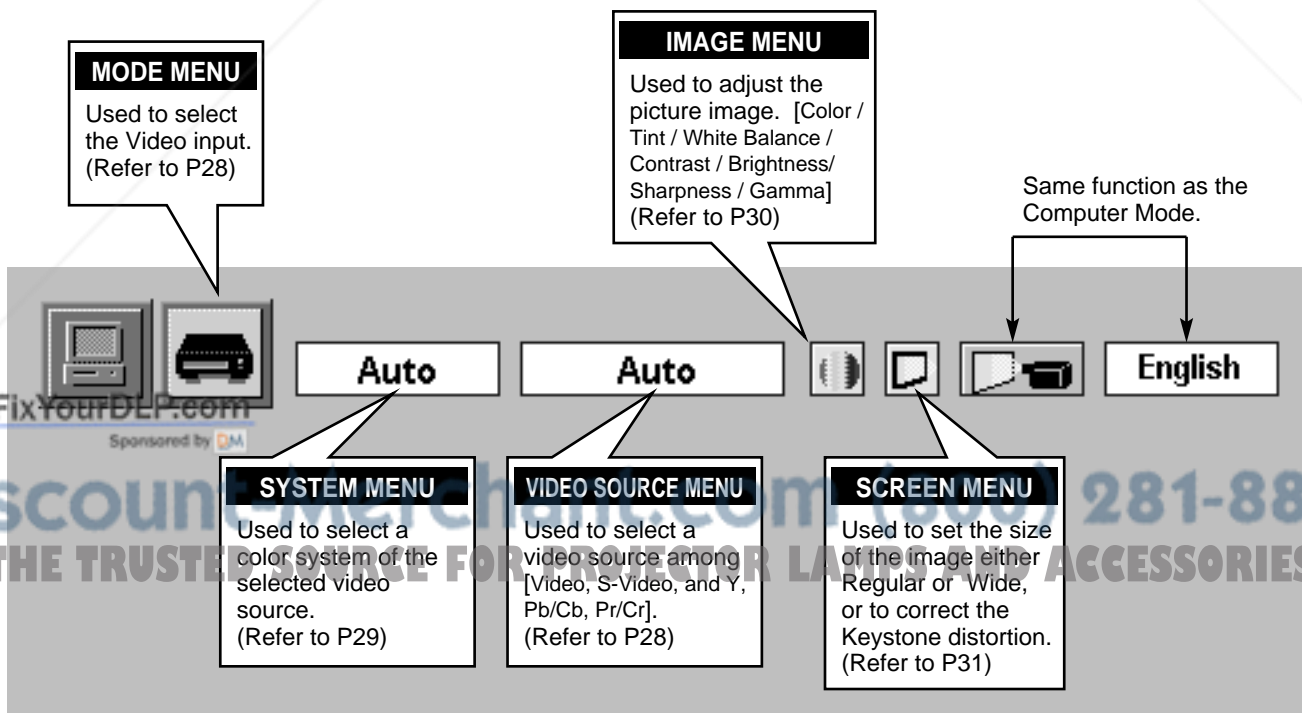 MODE MENU
Used to select
the Video input.
(Refer to P28)
IMAGE MENU
Used to adjust the
picture image. [Color /
Tint / White Balance /
Contrast / Brightness/
Sharpness / Gamma]
(Refer to P30)
Same function as the
Computer Mode.
Auto
Auto
English
FixYourDLP.com
Sponsored by DM
SYSTEM MENU
Used to select a
color system of the
selected video
source.
(Refer to P29)
VIDEO SOURCE MENU
Used to select a
video source among
[Video, S-Video, and Y,
Pb/Cb, Pr/Cr].
(Refer to P28)
SCREEN MENU
Used to set the size
of the image either
Regular or Wide,
or to correct the
Keystone distortion.
(Refer to P31)
scount-Merchant.com (800) 281-88
THE TRUSTED SOURCE FOR PROJECTOR LAMPS AND ACCESSORIES